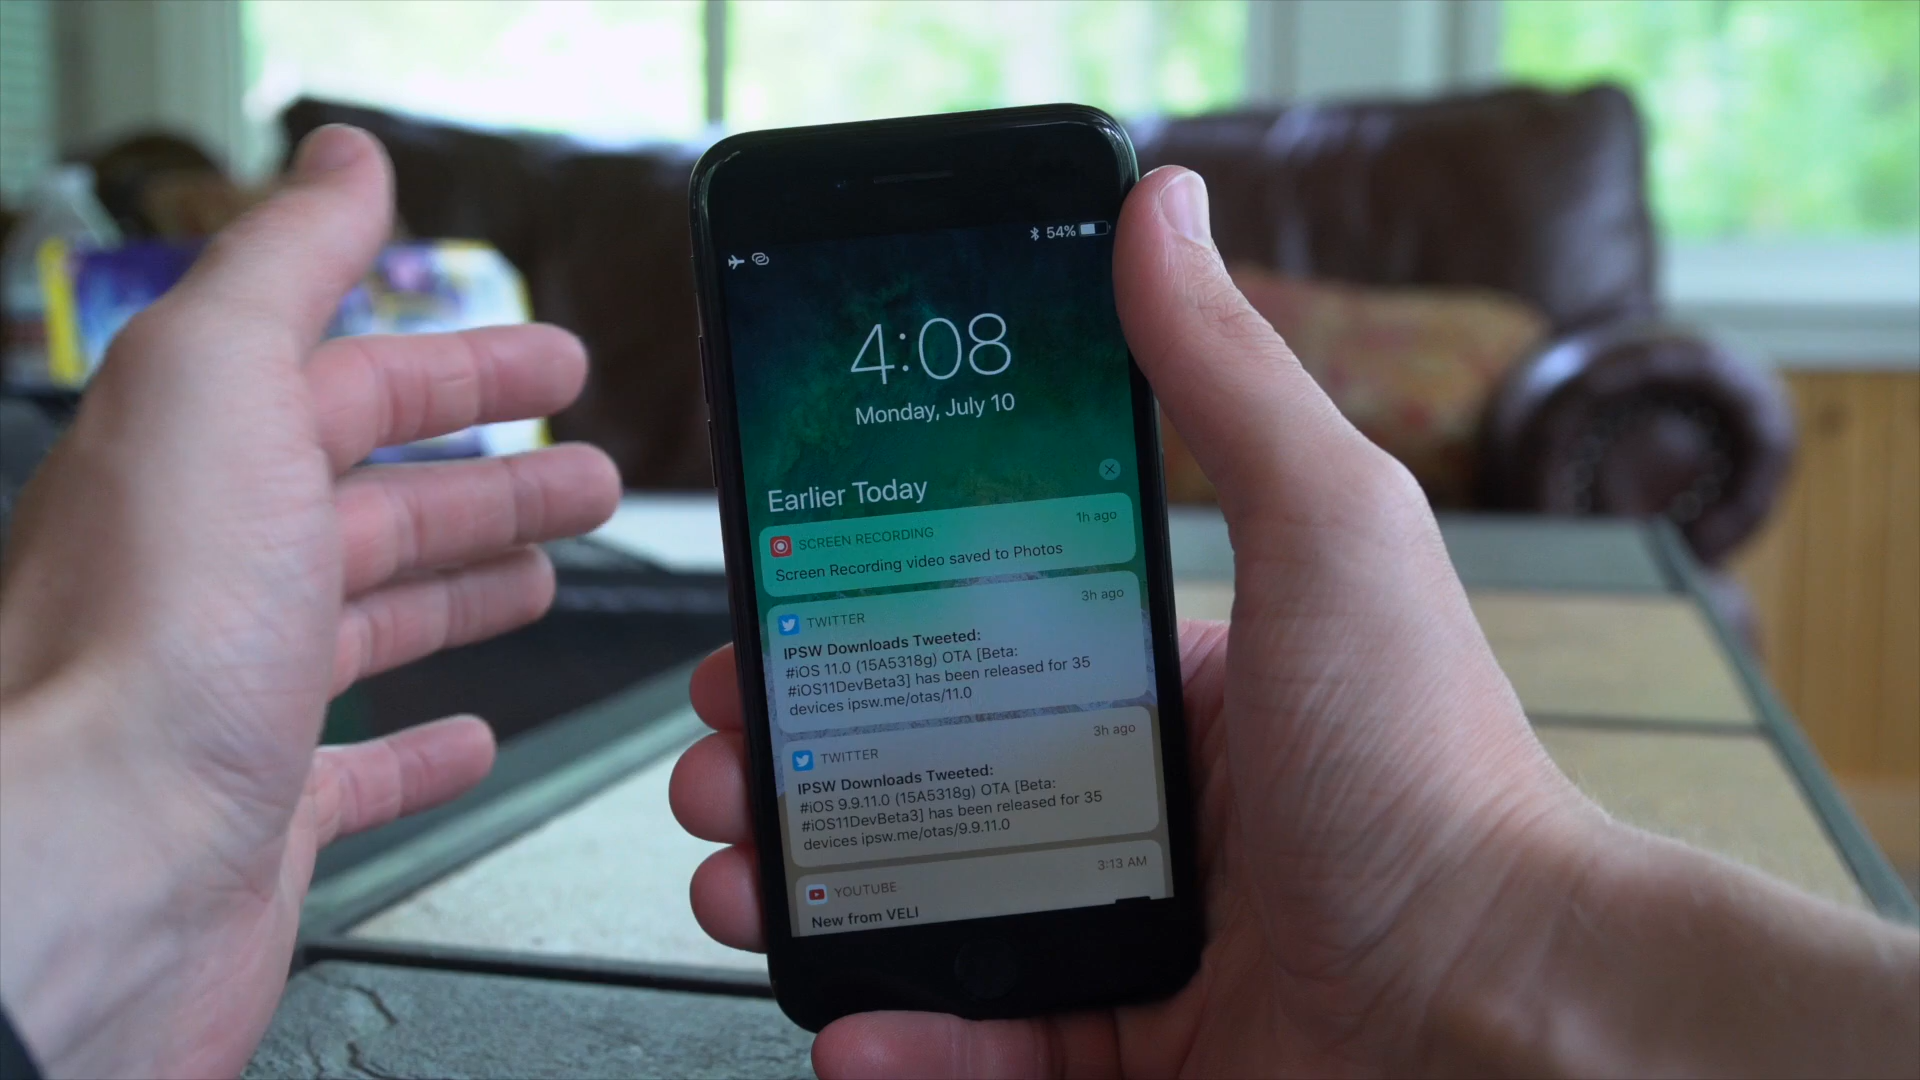 54%
4:08
Monday, July 10
Earlier Today
SCREEN RECORDING 1h ago
Screen Recording video saved to Photos
TWITTER 3h ago
IPSW Downloads Tweeted:
#iOS 11.0 (15A5318g) OTA [Beta:
#iOS11DevBeta3] has been released for 35
devices ipsw.me/otas/11.0
TWITTER 3h ago
IPSW Downloads Tweeted:
#iOS 9.9.11.0 (15A5318g) OTA [Beta:
#iOS11DevBeta3] has been released for 35
devices ipsw.me/otas/9.9.11.0
YOUTUBE 3:13 AM
New from VELI